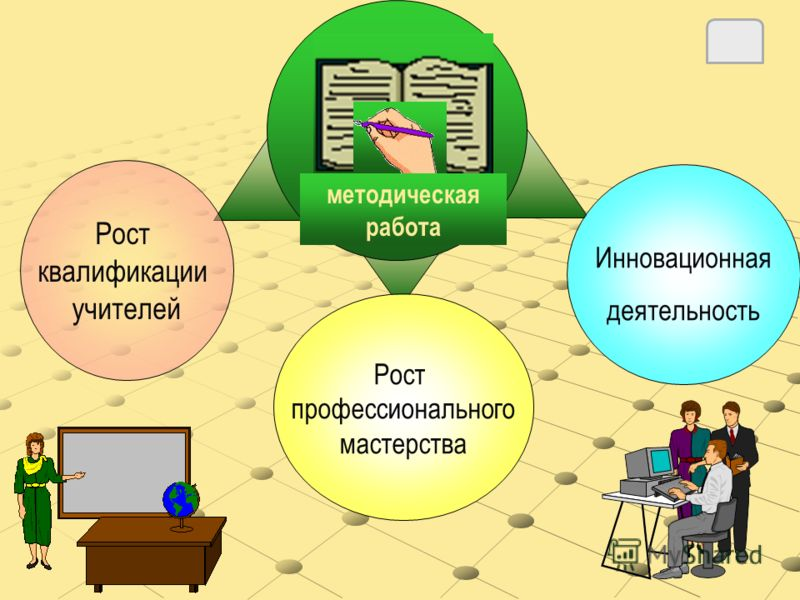 методическая
работа
Рост
квалификации
учителей
Инновационная
деятельность
Рост
профессионального
мастерства
MyShared